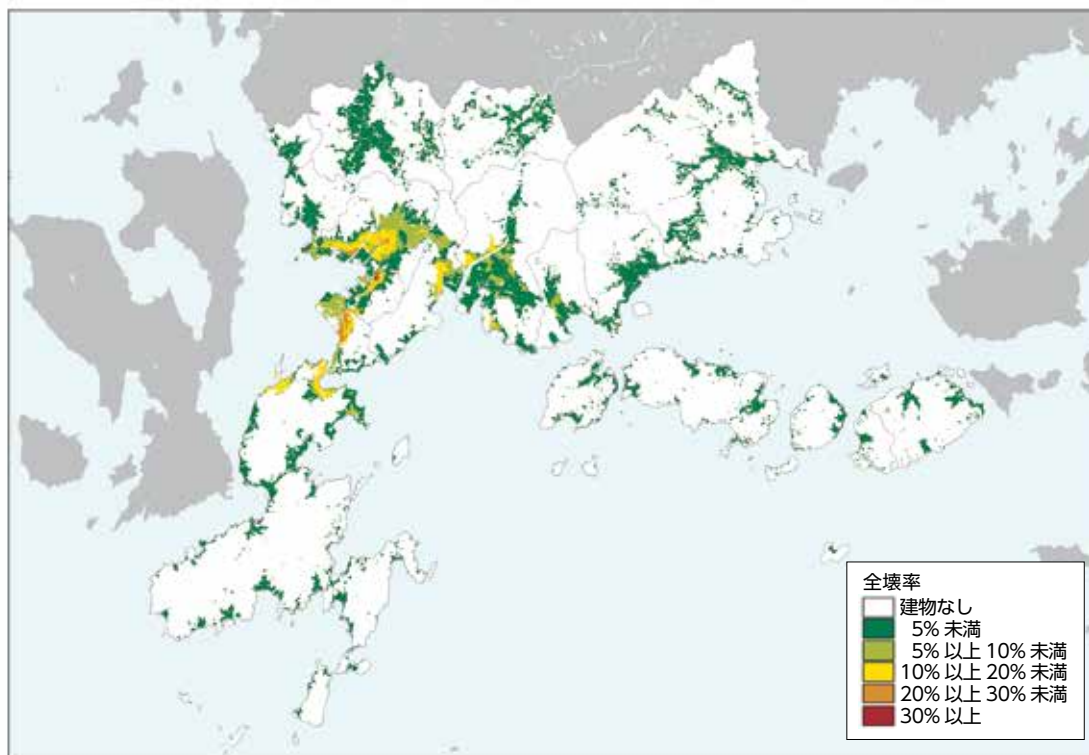 全壊率
建物なし
5% 未満
5% 以上 10% 未満
10% 以上 20% 未満
20% 以上 30% 未満
30% 以上